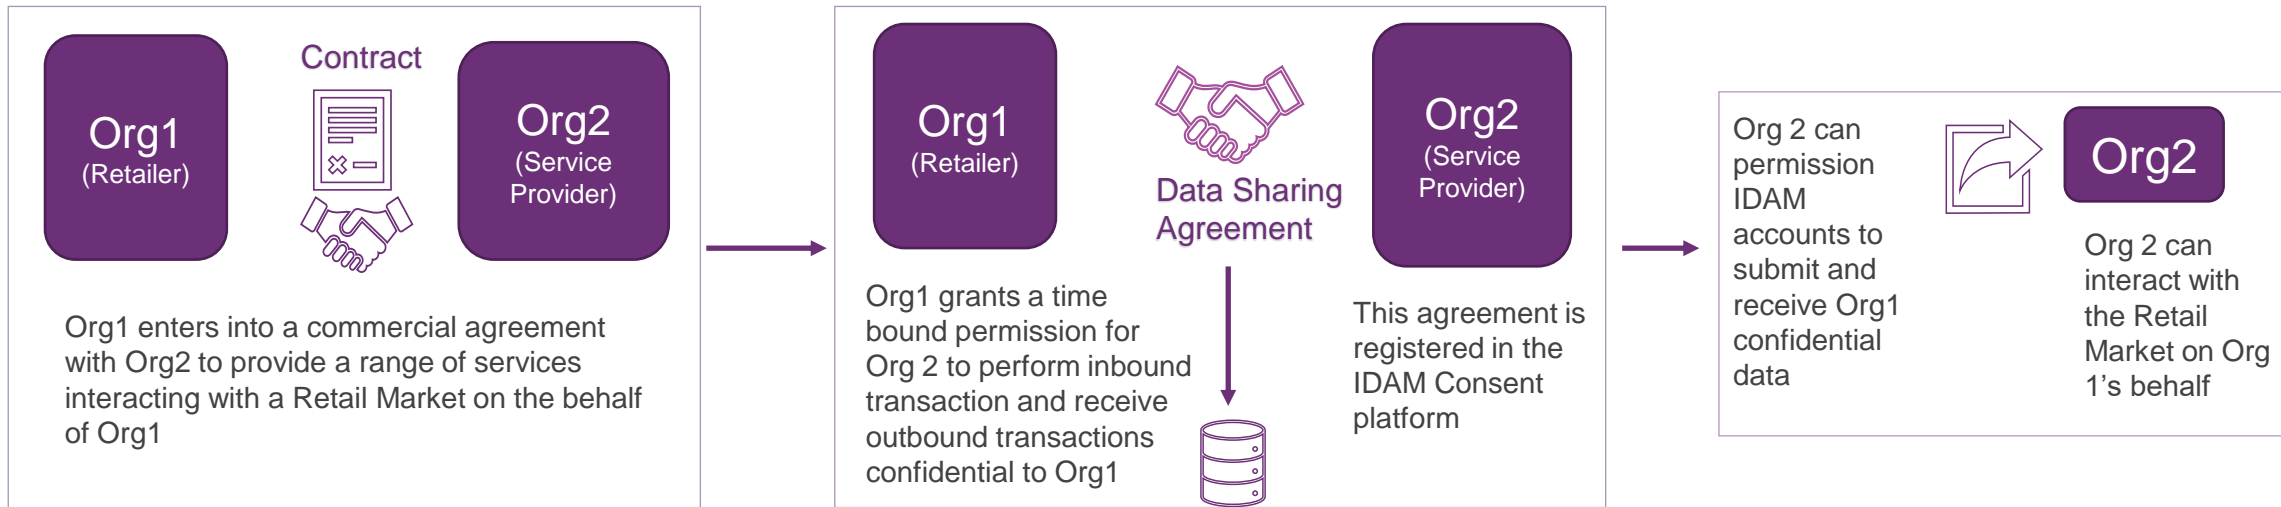 Org1
(Retailer)
Contract
Org2
(Service
Provider)
Org1 enters into a commercial agreement
with Org2 to provide a range of services
interacting with a Retail Market on the behalf
of Org1
Org1
(Retailer)
Data Sharing
Agreement
Org2
(Service
Provider)
Org1 grants a time
bound permission for
Org 2 to perform inbound
transaction and receive
outbound transactions
confidential to Org1
This agreement is
registered in the
IDAM Consent
platform
Org 2 can
permission
IDAM
accounts to
submit and
receive Org1
confidential
data
Org2
Org 2 can
interact with
the Retail
Market on Org
1’s behalf